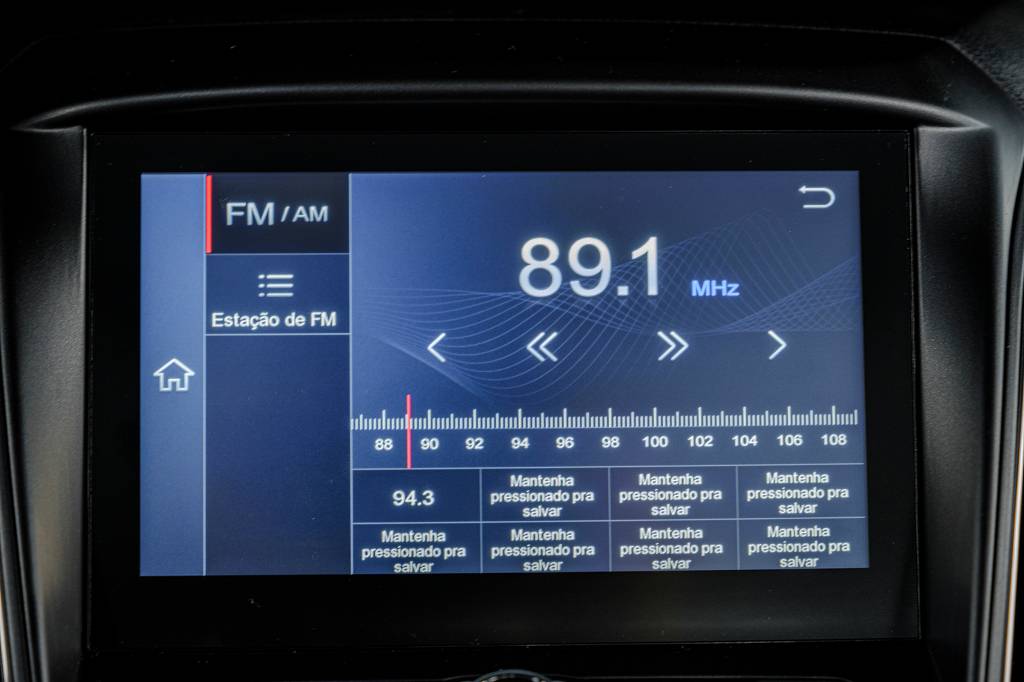 FM / AM
Estação de FM
89.1 MHz
88 90 92 94 96 98 100 102 104 106 108
94.3
Mantenha
pressionado pra
salvar
Mantenha
pressionado pra
salvar
Mantenha
pressionado pra
salvar
Mantenha
pressionado pra
salvar
Mantenha
pressionado pra
salvar
Mantenha
pressionado pra
salvar
Mantenha
pressionado pra
salvar